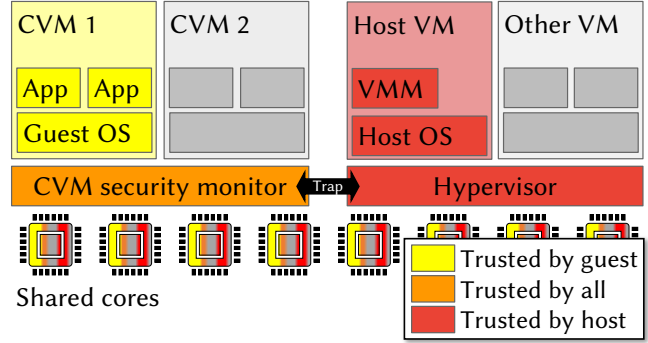 CVM 1
CVM 2
Host VM
Other VM
App
App
VMM
Guest OS
Host OS
CVM security monitor
Trap
Hypervisor
Shared cores
Trusted by guest
Trusted by all
Trusted by host